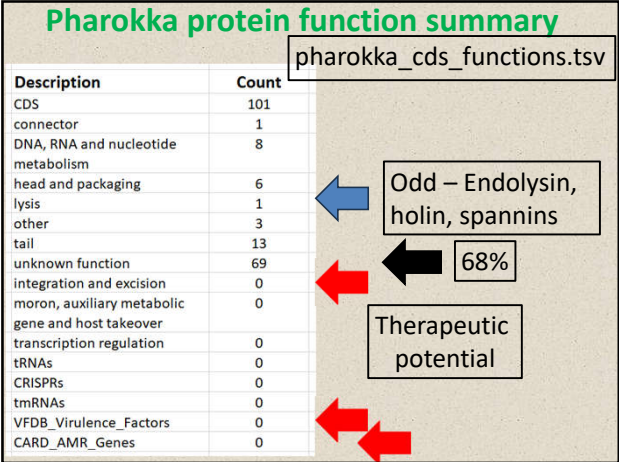 Pharokka protein function summary
pharokka_cds_functions.tsv
Description Count
CDS 101
connector 1
DNA, RNA and nucleotide 8
metabolism
head and packaging 6
lysis 1
other 3
tail 13
unknown function 69
integration and excision 0
moron, auxiliary metabolic 0
gene and host takeover
transcription regulation 0
tRNAs 0
CRISPRs 0
tmRNAs 0
VFDB_Virulence_Factors 0
CARD_AMR_Genes 0
Odd – Endolysin,
holin, spannins
68%
Therapeutic
potential